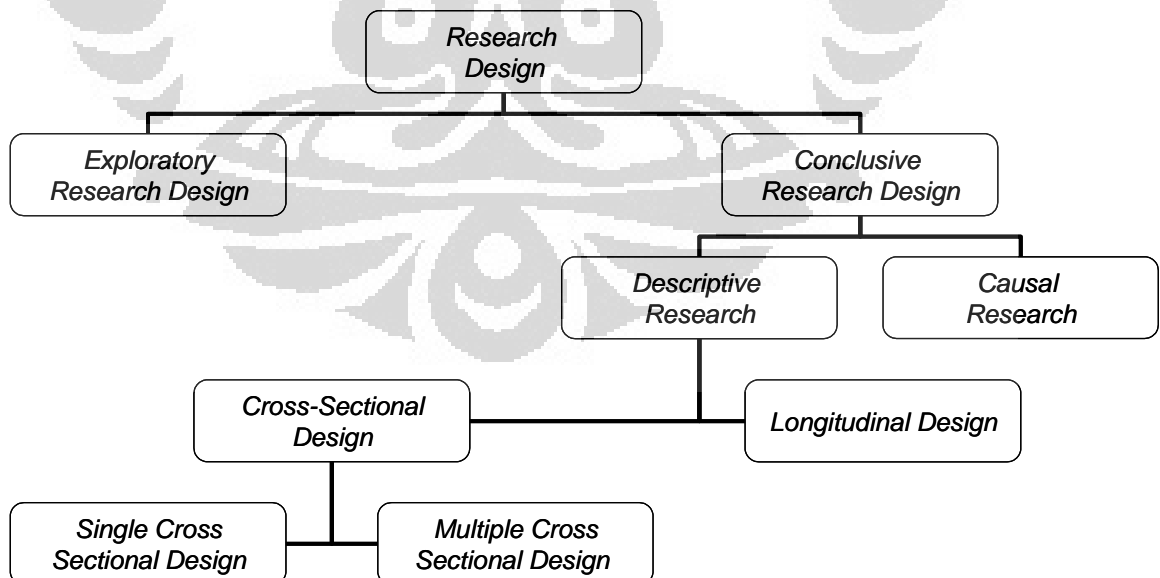 Research
Design
Exploratory
Research Design
Conclusive
Research Design
Descriptive
Research
Causal
Research
Cross-Sectional
Design
Longitudinal Design
Single Cross
Sectional Design
Multiple Cross
Sectional Design